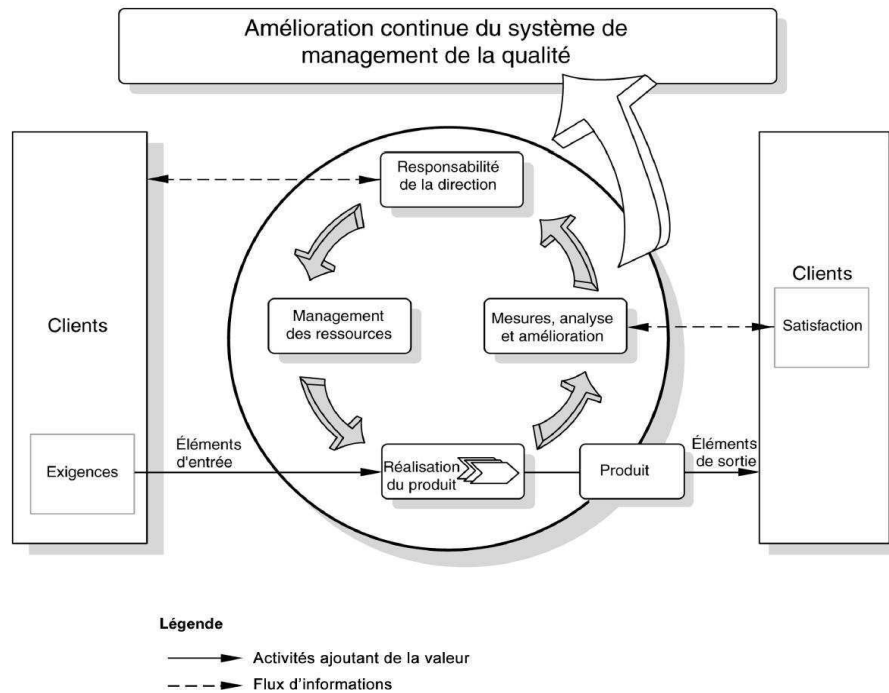 Amélioration continue du système de
management de la qualité
Responsabilité
de la direction
Clients
Clients
Management
des ressources
Mesures, analyse
et amélioration
Satisfaction
Exigences
Éléments
d'entrée
Réalisation
du produit
Produit
Éléments
de sortie
Légende
Activités ajoutant de la valeur
Flux d'informations